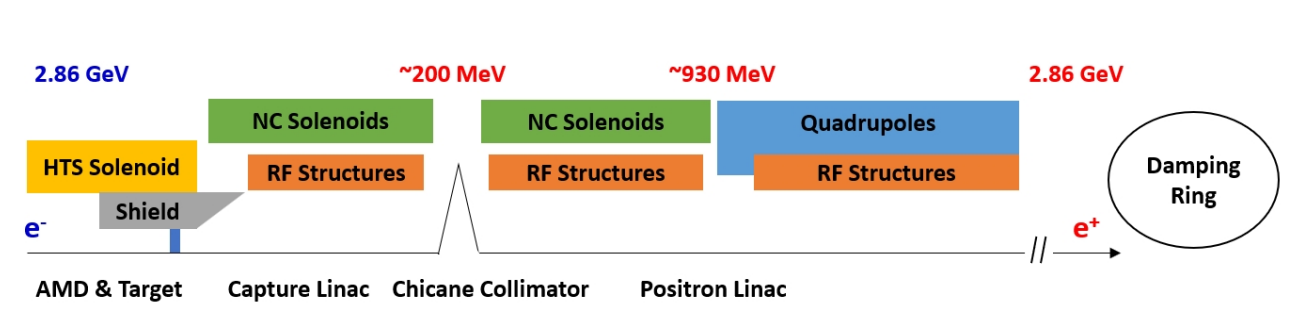 2.86 GeV
~200 MeV
~930 MeV
2.86 GeV
NC Solenoids
NC Solenoids
Quadrupoles
HTS Solenoid
RF Structures
RF Structures
RF Structures
Damping
Ring
Shield
e-
e+
AMD & Target
Capture Linac
Chicane Collimator
Positron Linac